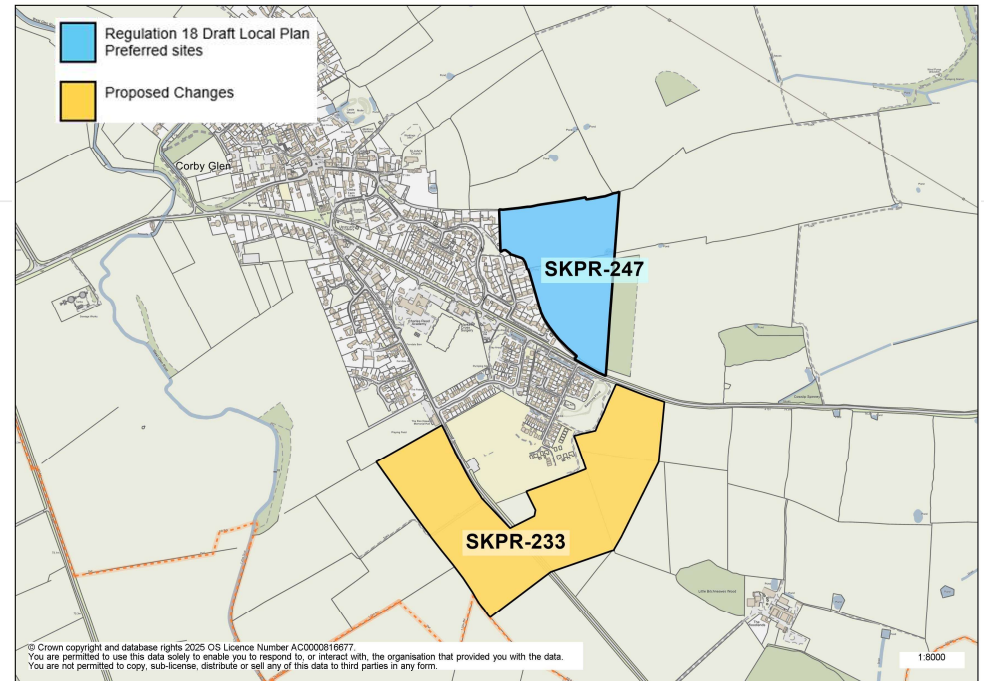 Regulation 18 Draft Local Plan
Preferred sites
Proposed Changes
Corby Glen
SKPR-247
SKPR-233
© Crown copyright and database rights 2025 OS Licence Number AC0000816677.
You are permitted to use this data solely to enable you to respond to, or interact with, the organisation that provided you with the data.
You are not permitted to copy, sub-license, distribute or sell any of this data to third parties in any form.
1:8000